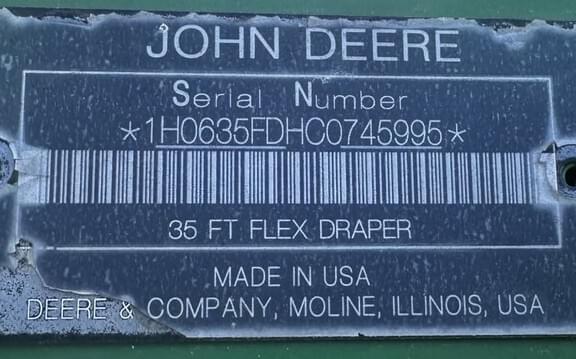 JOHN DEERE
Serial Number
*1H0635FDHC0745995*
35 FT FLEX DRAPER
MADE IN USA
DEERE & COMPANY, MOLINE, ILLINOIS, USA